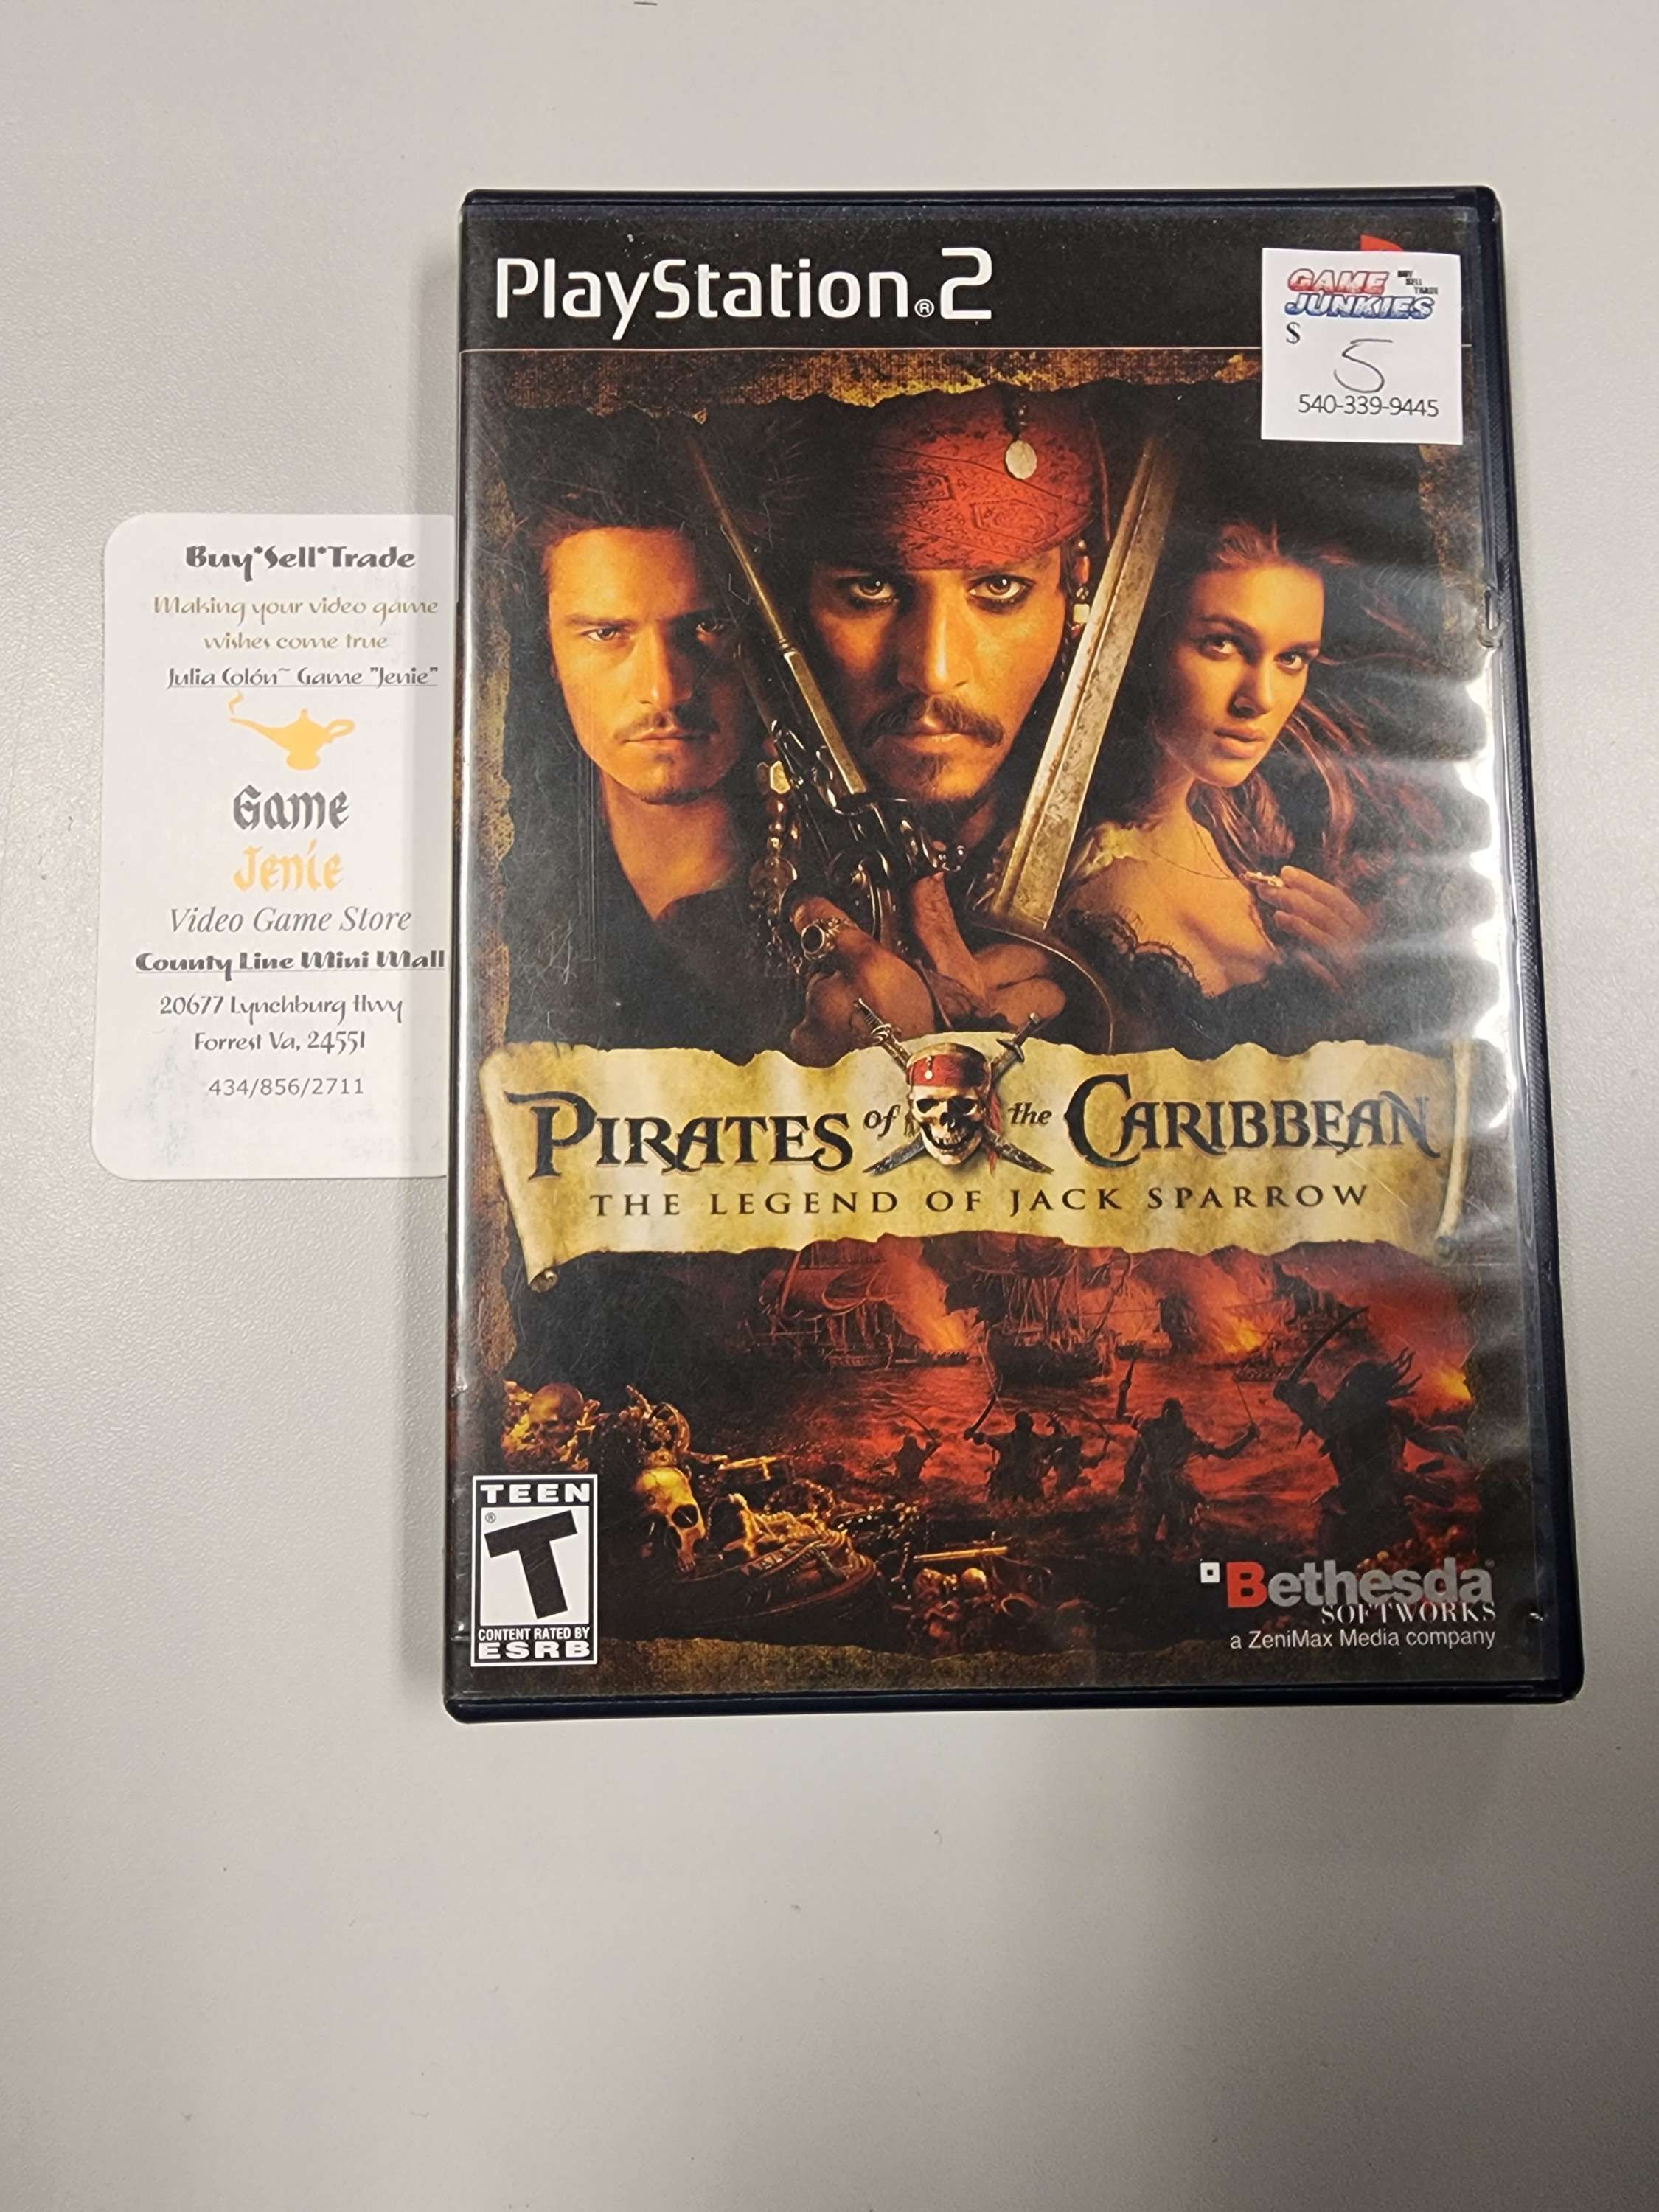 Buy*Sell*Trade
Making your video game
wishes come true
Julia Colón~ Game "Jenie"
Game
Jenie
Video Game Store
County Line Mini Mall
20677 Lynchburg Hwy
Forrest Va, 24551
434/856/2711
PlayStation®2
GAME
JUNKIES
BUY
SELL
TRADE
$ 5
540-339-9445
PIRATES of the CARIBBEAN
THE LEGEND OF JACK SPARROW
TEEN
T
®
CONTENT RATED BY
ESRB
Bethesda®
SOFTWORKS
a ZeniMax Media company